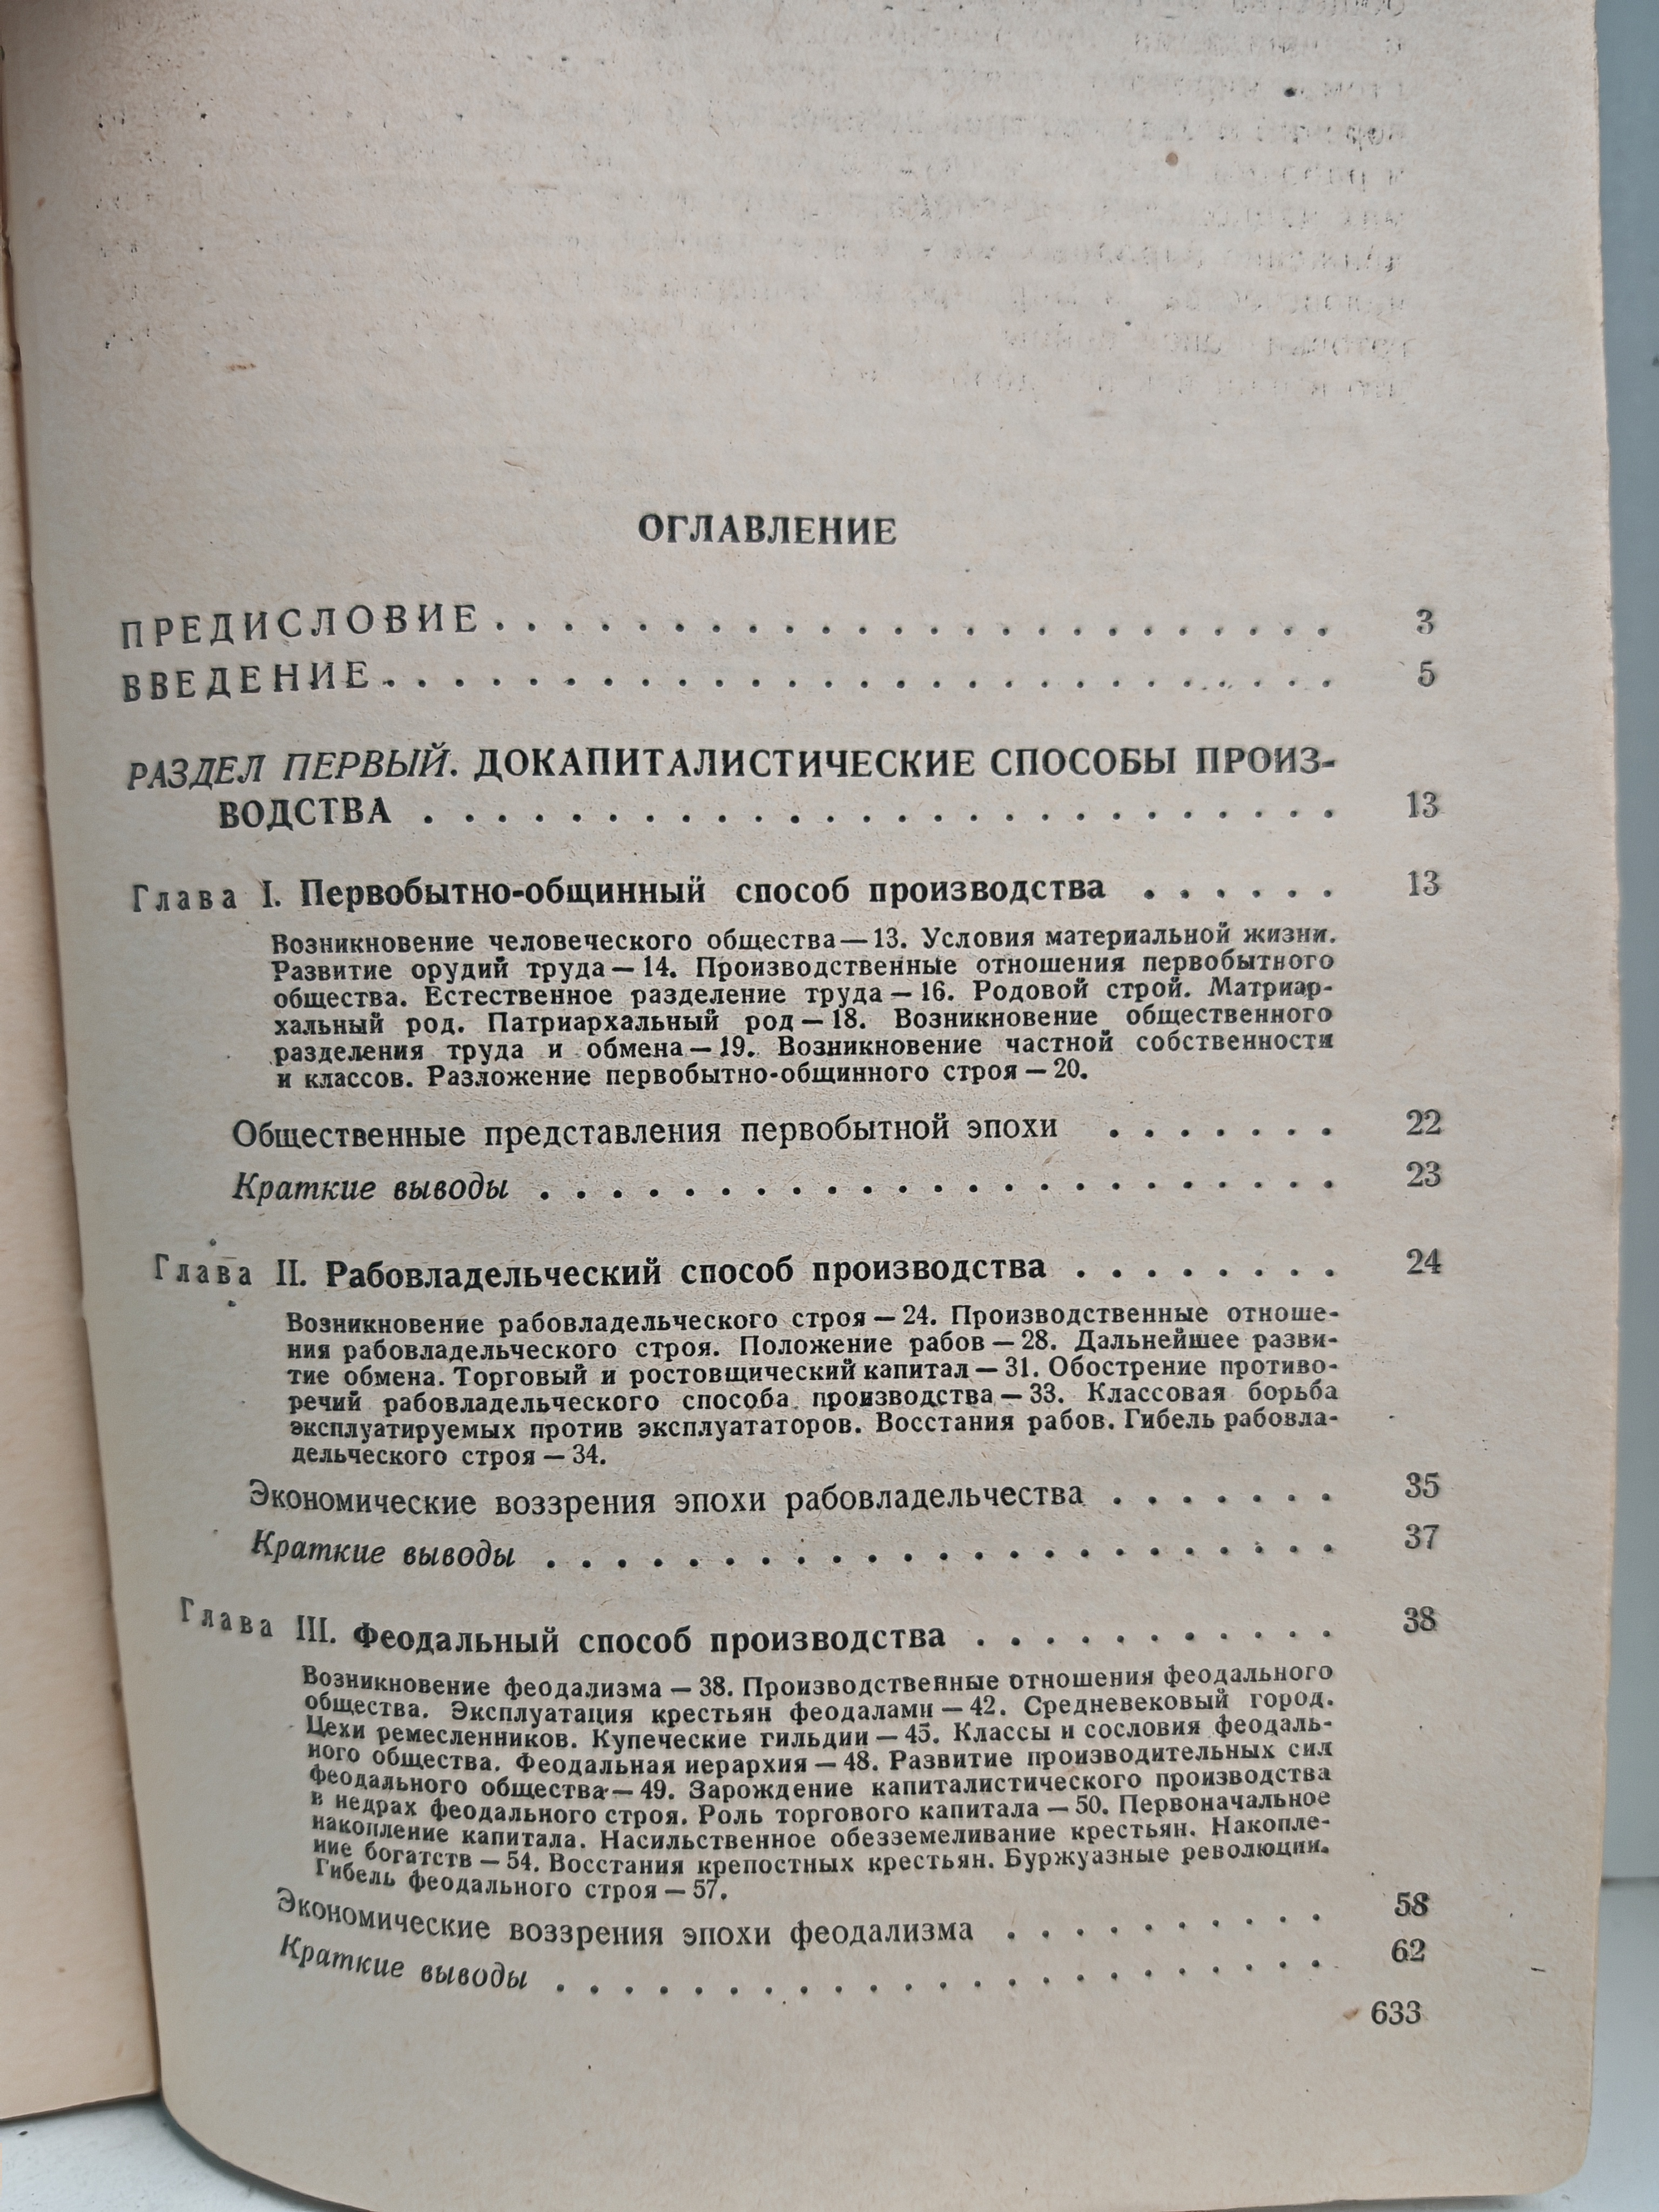 ОГЛАВЛЕНИЕ
ПРЕДИСЛОВИЕ . . . . . . . . . . . . . . . . . . . . . . . . 3
ВВЕДЕНИЕ . . . . . . . . . . . . . . . . . . . . . . . . . . . 5
РАЗДЕЛ ПЕРВЫЙ. ДОКАПИТАЛИСТИЧЕСКИЕ СПОСОБЫ ПРОИЗ-
ВОДСТВА . . . . . . . . . . . . . . . . . . . . . . . . . . 13
Глава I. Первобытно-общинный способ производства . . . . . . 13
Возникновение человеческого общества — 13. Условия материальной жизни.
Развитие орудий труда — 14. Производственные отношения первобытного
общества. Естественное разделение труда — 16. Родовой строй. Матриар-
хальный род. Патриархальный род — 18. Возникновение общественного
разделения труда и обмена — 19. Возникновение частной собственности
и классов. Разложение первобытно-общинного строя — 20.
Общественные представления первобытной эпохи . . . . . . . 22
Краткие выводы . . . . . . . . . . . . . . . . . . . . . . . 23
Глава II. Рабовладельческий способ производства . . . . . . . . 24
Возникновение рабовладельческого строя — 24. Производственные отноше-
ния рабовладельческого строя. Положение рабов — 28. Дальнейшее разви-
тие обмена. Торговый и ростовщический капитал — 31. Обострение противо-
речий рабовладельческого способа производства — 33. Классовая борьба
эксплуатируемых против эксплуататоров. Восстания рабов. Гибель рабовла-
дельческого строя — 34.
Экономические воззрения эпохи рабовладельчества . . . . . . . 35
Краткие выводы . . . . . . . . . . . . . . . . . . . . . . . 37
Глава III. Феодальный способ производства . . . . . . . . . . . 38
Возникновение феодализма — 38. Производственные отношения феодального
общества. Эксплуатация крестьян феодалами — 42. Средневековый город.
Цехи ремесленников. Купеческие гильдии — 45. Классы и сословия феодаль-
ного общества. Феодальная иерархия — 48. Развитие производительных сил
феодального общества — 49. Зарождение капиталистического производства
в недрах феодального строя. Роль торгового капитала — 50. Первоначальное
накопление капитала. Насильственное обезземеливание крестьян. Накопле-
ние богатств — 54. Восстания крепостных крестьян. Буржуазные революции.
Гибель феодального строя — 57.
Экономические воззрения эпохи феодализма . . . . . . . . . . 58
Краткие выводы . . . . . . . . . . . . . . . . . . . . . . . 62
633